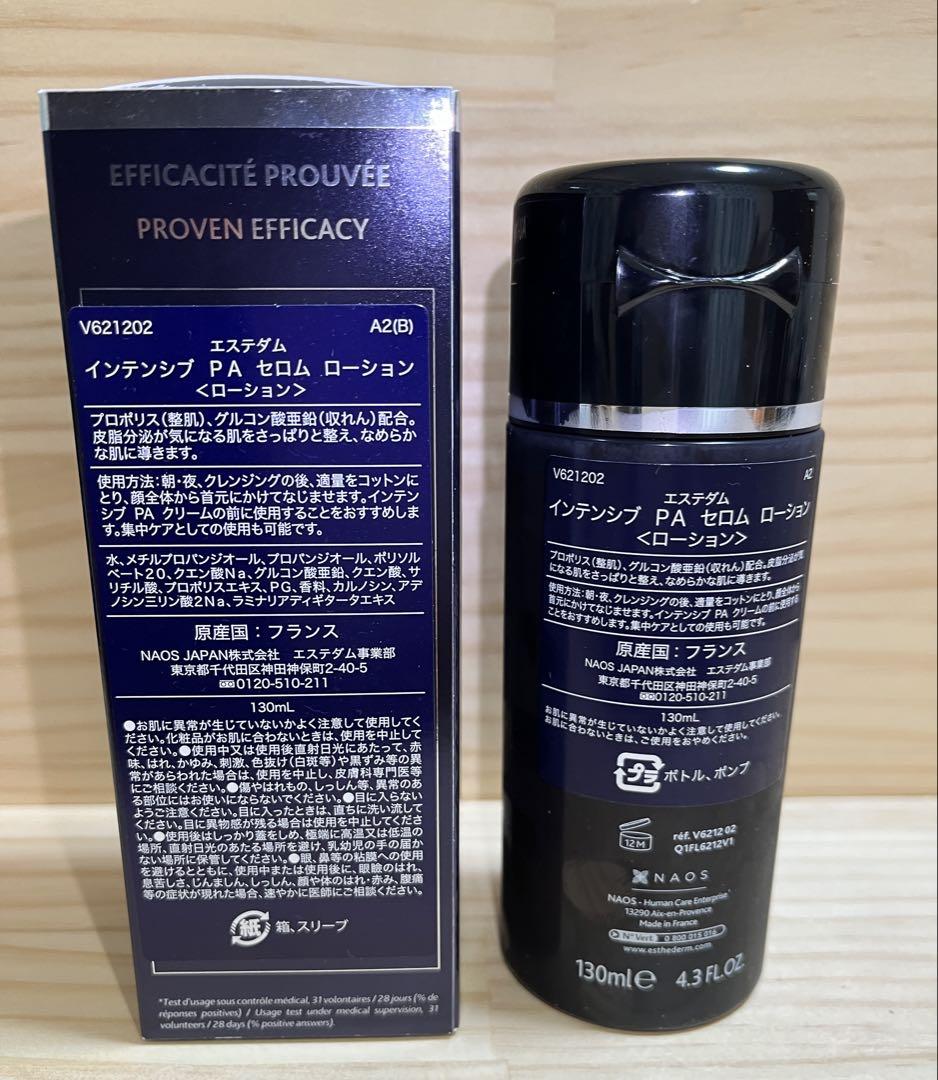 EFFICACITÉ PROUVÉE
PROVEN EFFICACY
V621202 A2(B)
エステダム
インテンシブ PA セロム ローション
<ローション>
プロポリス(整肌)、グルコン酸亜鉛(収れん)配合。
皮脂分泌が気になる肌をさっぱりと整え、なめらか
な肌に導きます。
使用方法:朝・夜、クレンジングの後、適量をコットンに
とり、顔全体から首元にかけてなじませます。インテン
シブ PA クリームの前に使用することをおすすめしま
す。集中ケアとしての使用も可能です。
水、メチルプロパンジオール、プロパンジオール、ポリソル
ベート20、クエン酸Na、グルコン酸亜鉛、クエン酸、サ
リチル酸、プロポリスエキス、PG、香料、カルノシン、アデ
ノシン三リン酸2Na、ラミナリアディギタータエキス
原産国:フランス
NAOS JAPAN株式会社 エステダム事業部
東京都千代田区神田神保町2-40-5
0120-510-211
130mL
●お肌に異常が生じていないかよく注意して使用してく
ださい。化粧品がお肌に合わないときは、使用を中止して
ください。●使用中又は使用後直射日光にあたって、赤
味、はれ、かゆみ、刺激、色抜け(白斑等)や黒ずみ等の異
常があらわれた場合は、使用を中止し、皮膚科専門医等
にご相談ください。●傷やはれもの、しっしん等、異常のあ
る部位にはお使いにならないでください。●目に入らない
ようご注意ください。目に入ったときは、直ちに洗い流して
ください。目に異物感が残る場合は使用を中止してくださ
い。●使用後はしっかり蓋をしめ、極端に高温又は低温の
場所、直射日光のあたる場所を避け、乳幼児の手の届か
ない場所に保管してください。●眼、鼻等の粘膜への使用
を避けるとともに、使用中または使用後に、眼瞼のはれ、
息苦しさ、じんましん、しっしん、顔や体のはれ・赤み、腹痛
等の症状が現れた場合、速やかに医師にご相談ください。
紙 箱、スリーブ
*Test d'usage sous contrôle médical, 31 volontaires / 28 jours (% de
réponses positives) / Usage test under medical supervision, 31
volunteers / 28 days (% positive answers).
V621202 A2
エステダム
インテンシブ PA セロム ローション
<ローション>
プロポリス(整肌)、グルコン酸亜鉛(収れん)配合。皮脂分泌が気
になる肌をさっぱりと整え、なめらかな肌に導きます。
使用方法:朝・夜、クレンジングの後、適量をコットンにとり、顔全体から
首元にかけてなじませます。インテンシブ PA クリームの前に使用する
ことをおすすめします。集中ケアとしての使用も可能です。
原産国:フランス
NAOS JAPAN株式会社 エステダム事業部
東京都千代田区神田神保町2-40-5
0120-510-211
130mL
お肌に異常が生じていないかよく注意して使用してください。
お肌に合わないときは、ご使用をおやめください。
プラ ボトル、ポンプ
12M
réf. V6212 02
Q1FL6212V1
NAOS
NAOS - Human Care Enterprise
13290 Aix-en-Provence
Made in France
N° Vert 0 800 015 016
www.esthederm.com
130ml e 4.3 FL.OZ.